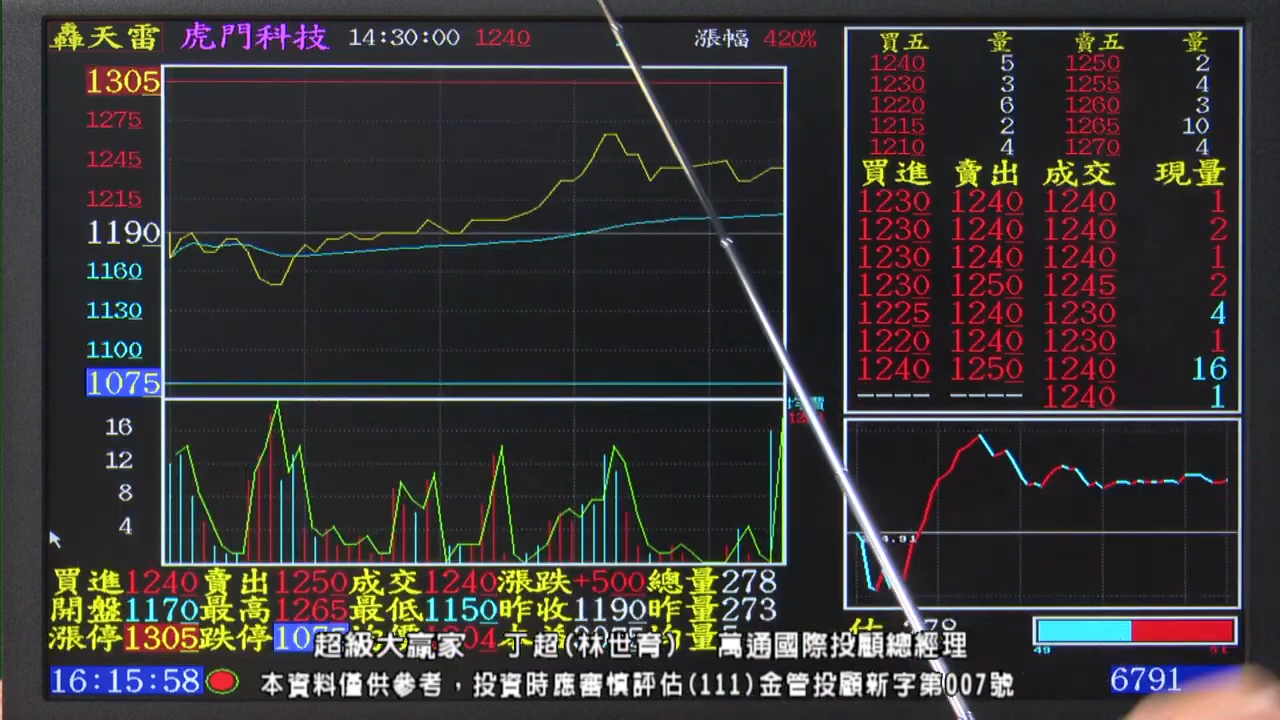 轟天雷 虎門科技 14:30:00 1240 漲幅 420%
1305
1275
1245
1215
1190
1160
1130
1100
1075
16
12
8
4
買五 量 賣五 量
1240 5 1250 2
1230 3 1255 4
1220 6 1260 3
1215 2 1265 10
1210 4 1270 4
買進 賣出 成交 現量
1230 1240 1240 1
1230 1240 1240 2
1230 1240 1240 1
1230 1250 1245 2
1225 1240 1230 4
1220 1240 1230 1
1240 1250 1240 16
---- ---- 1240 1
買進1240賣出1250成交1240漲跌+500總量278
開盤1170最高1265最低1150昨收1190昨量273
漲停1305跌停
超級大贏家 丁超(林世育) 萬通國際投顧總經理
16:15:58 本資料僅供參考，投資時應審慎評估(111)金管投顧新字第007號 6791